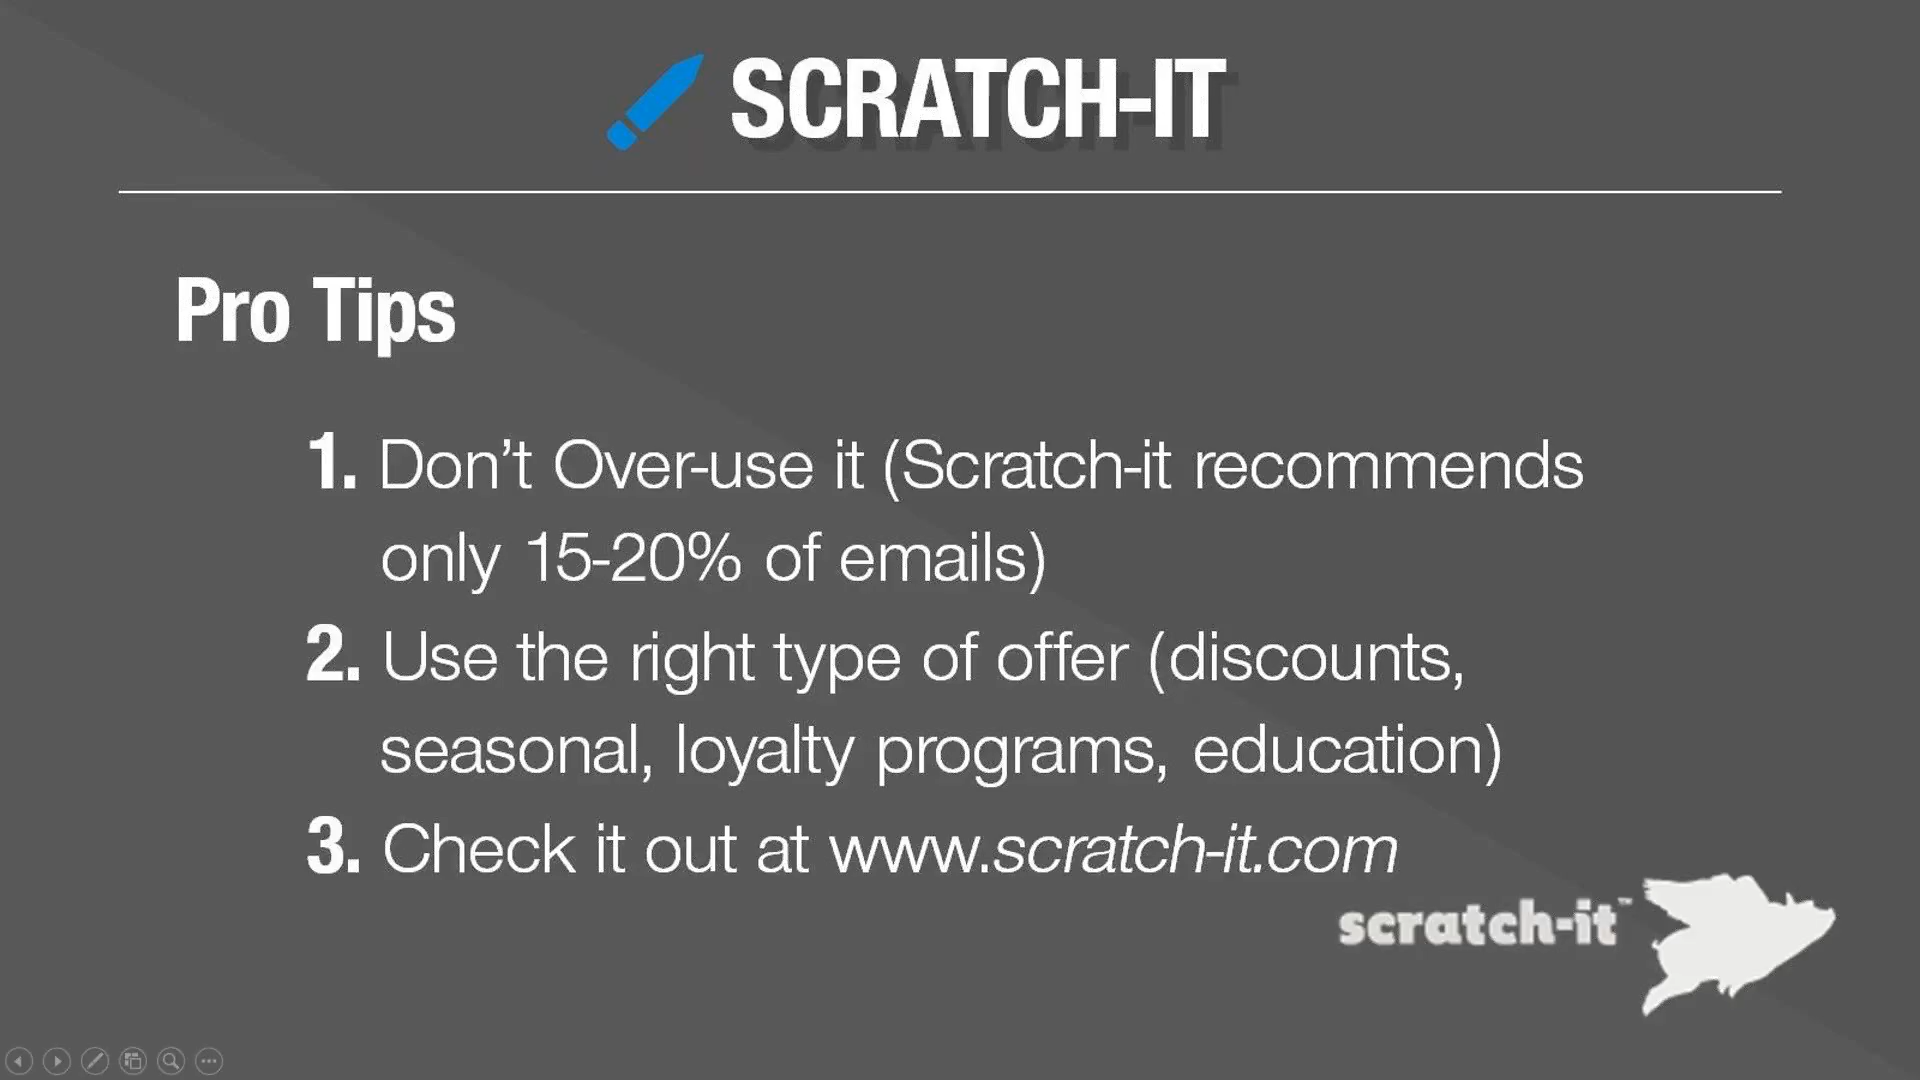 SCRATCH-IT
Pro Tips
1. Don’t Over-use it (Scratch-it recommends
only 15-20% of emails)
2. Use the right type of offer (discounts,
seasonal, loyalty programs, education)
3. Check it out at www.scratch-it.com
scratch-it™